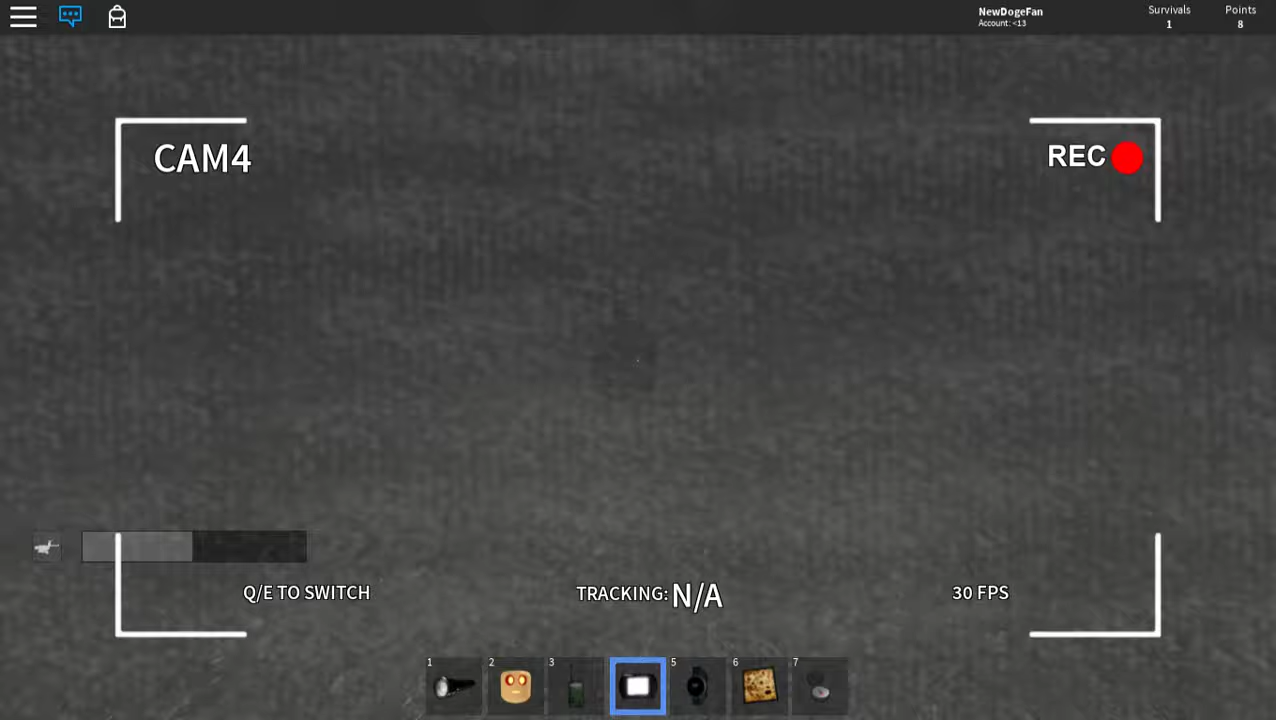 NewDogeFan
Account: <13
Survivals
1
Points
8
CAM4
REC
Q/E TO SWITCH
TRACKING: N/A
30 FPS
1
2
3
5
6
7